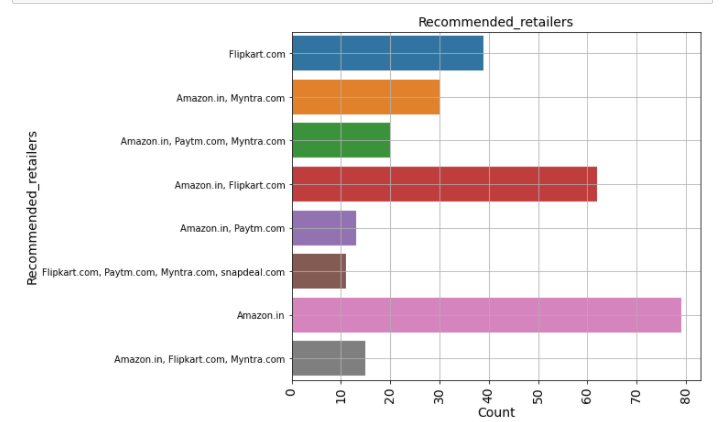 Recommended_retailers
Recommended_retailers
Flipkart.com
Amazon.in, Myntra.com
Amazon.in, Paytm.com, Myntra.com
Amazon.in, Flipkart.com
Amazon.in, Paytm.com
Flipkart.com, Paytm.com, Myntra.com, snapdeal.com
Amazon.in
Amazon.in, Flipkart.com, Myntra.com
0 10 20 30 40 50 60 70 80
Count